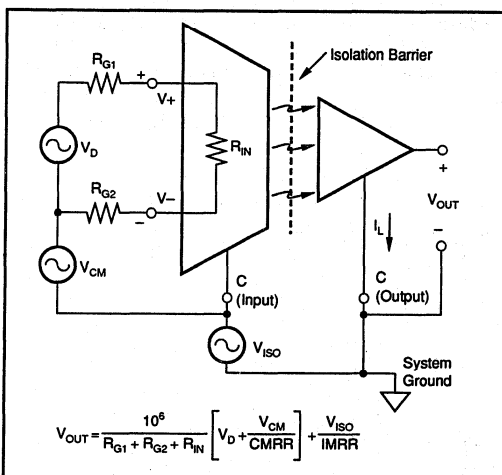 Isolation Barrier
R_G1
+
V+
V_D
R_IN
R_G2
V–
–
V_CM
C
(Input)
V_ISO
+
V_OUT
–
I_L
C
(Output)
System
Ground
V_OUT = 10^6 / (R_G1 + R_G2 + R_IN) [V_D + V_CM / CMRR] + V_ISO / IMRR